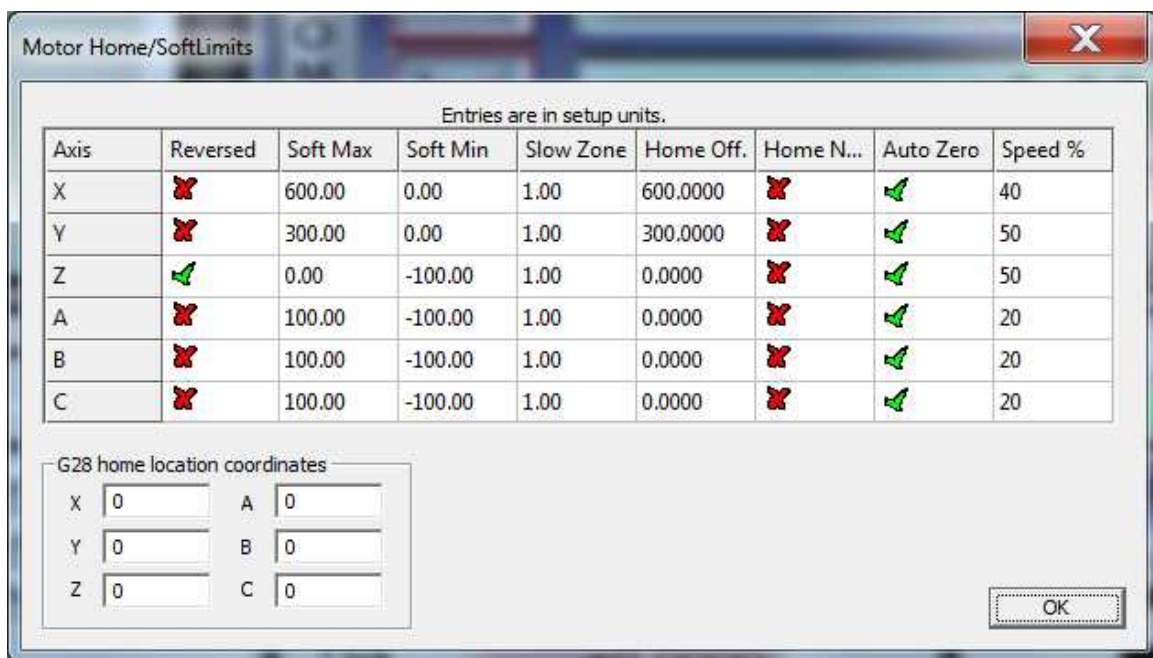 Motor Home/SoftLimits
Entries are in setup units.
Axis Reversed Soft Max Soft Min Slow Zone Home Off. Home N... Auto Zero Speed %
X 600.00 0.00 1.00 600.0000 40
Y 300.00 0.00 1.00 300.0000 50
Z 0.00 -100.00 1.00 0.0000 50
A 100.00 -100.00 1.00 0.0000 20
B 100.00 -100.00 1.00 0.0000 20
C 100.00 -100.00 1.00 0.0000 20
G28 home location coordinates
X 0 A 0
Y 0 B 0
Z 0 C 0
OK